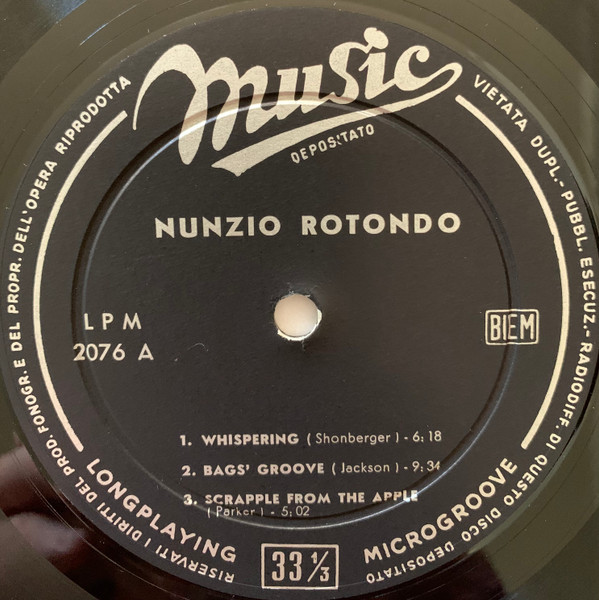 Music
DEPOSITATO
NUNZIO ROTONDO
LPM
2076 A
BIEM
1. WHISPERING (Shonberger) - 6:18
2. BAGS' GROOVE (Jackson) - 9:34
3. SCRAPPLE FROM THE APPLE
(Parker) - 5:02
LONGPLAYING
33 1/3
MICROGROOVE
RISERVATI I DIRITTI DEL PROD. FONOGR. E DEL PROPR. DELL'OPERA RIPRODOTTA
VIETATA DUPL.- PUBBL. ESECUZ.- RADIODIFF. DI QUESTO DISCO DEPOSITATO